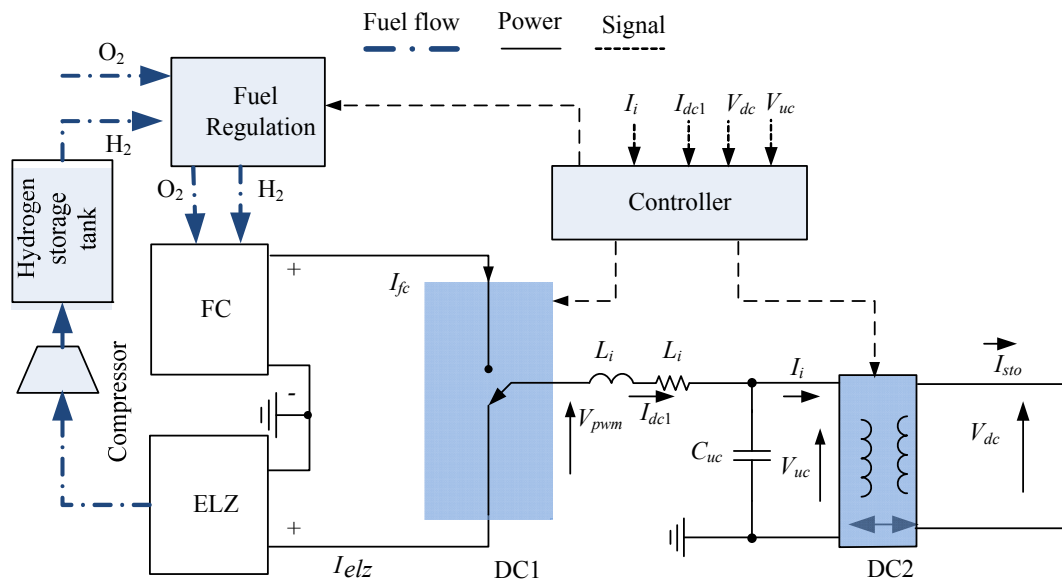 Fuel flow
Power
Signal
O2
Fuel
Regulation
H2
Ii
Idc1
Vdc
Vuc
Controller
Hydrogen
storage
tank
O2
H2
+
Ifc
FC
-
Compressor
ELZ
+
Ielz
DC1
Vpwm
Li
Li
Idc1
Cuc
Ii
Vuc
DC2
Isto
Vdc